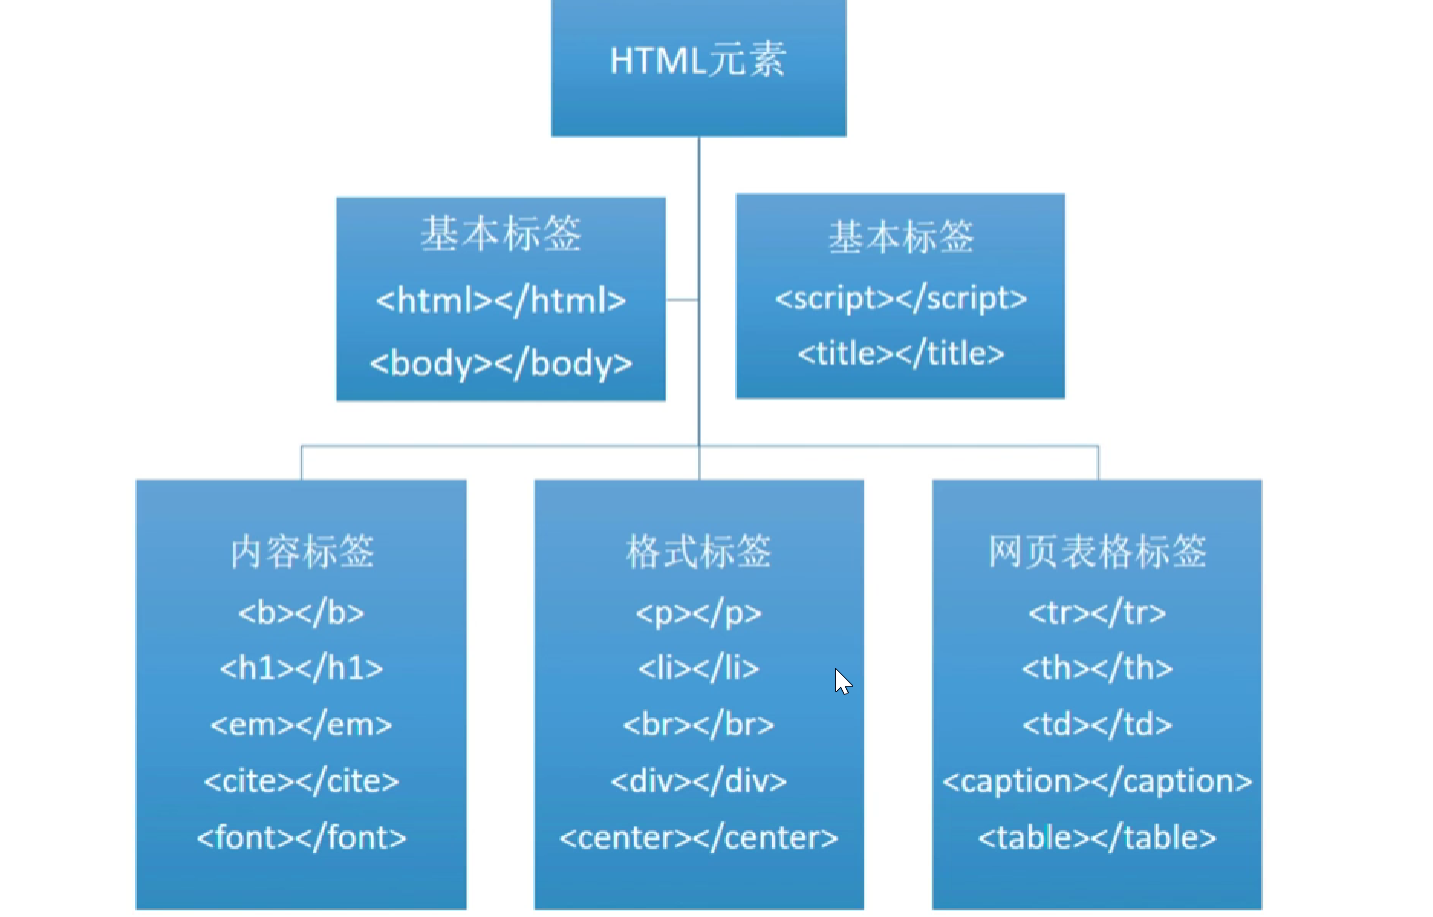 HTML元素
基本标签
<html></html>
<body></body>
基本标签
<script></script>
<title></title>
内容标签
<b></b>
<h1></h1>
<em></em>
<cite></cite>
<font></font>
格式标签
<p></p>
<li></li>
<br></br>
<div></div>
<center></center>
网页表格标签
<tr></tr>
<th></th>
<td></td>
<caption></caption>
<table></table>